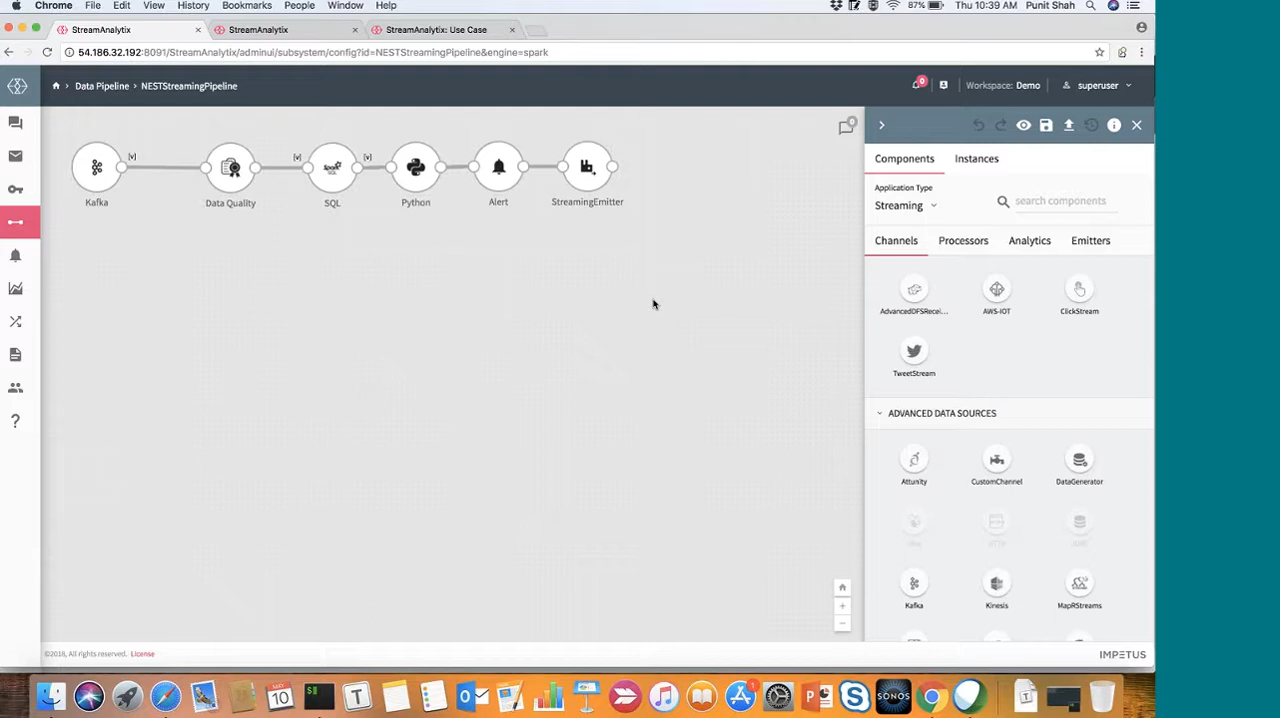 Chrome File Edit View History Bookmarks People Window Help 87% Thu 10:39 AM Punit Shah
StreamAnalytix StreamAnalytix StreamAnalytix: Use Case
54.186.32.192:8091/StreamAnalytix/adminui/subsystem/config?id=NESTStreamingPipeline&engine=spark
Data Pipeline > NESTStreamingPipeline 0 Workspace: Demo superuser
0
Components Instances
Application Type
Streaming search components
Kafka Data Quality SQL Python Alert StreamingEmitter
[v] [v] [v]
Channels Processors Analytics Emitters
AdvancedDFSRecei... AWS-IOT ClickStream
TweetStream
ADVANCED DATA SOURCES
Attunity CustomChannel DataGenerator
HTTP
Kafka Kinesis MapRStreams
©2018, All rights reserved. License IMPETUS